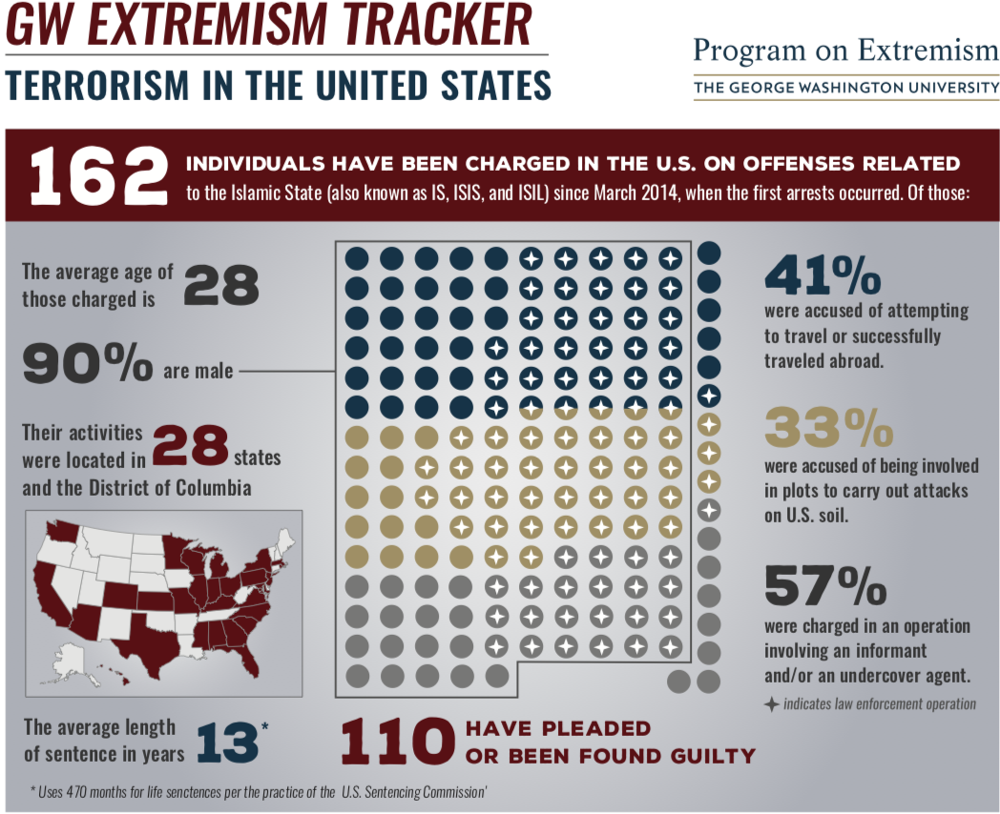 GW EXTREMISM TRACKER
TERRORISM IN THE UNITED STATES
Program on Extremism
THE GEORGE WASHINGTON UNIVERSITY
162
INDIVIDUALS HAVE BEEN CHARGED IN THE U.S. ON OFFENSES RELATED
to the Islamic State (also known as IS, ISIS, and ISIL) since March 2014, when the first arrests occurred. Of those:
The average age of
those charged is 28
90% are male
Their activities
were located in 28 states
and the District of Columbia
The average length
of sentence in years 13*
41%
were accused of attempting
to travel or successfully
traveled abroad.
33%
were accused of being involved
in plots to carry out attacks
on U.S. soil.
57%
were charged in an operation
involving an informant
and/or an undercover agent.
indicates law enforcement operation
110 HAVE PLEADED
OR BEEN FOUND GUILTY
* Uses 470 months for life senctences per the practice of the U.S. Sentencing Commission'